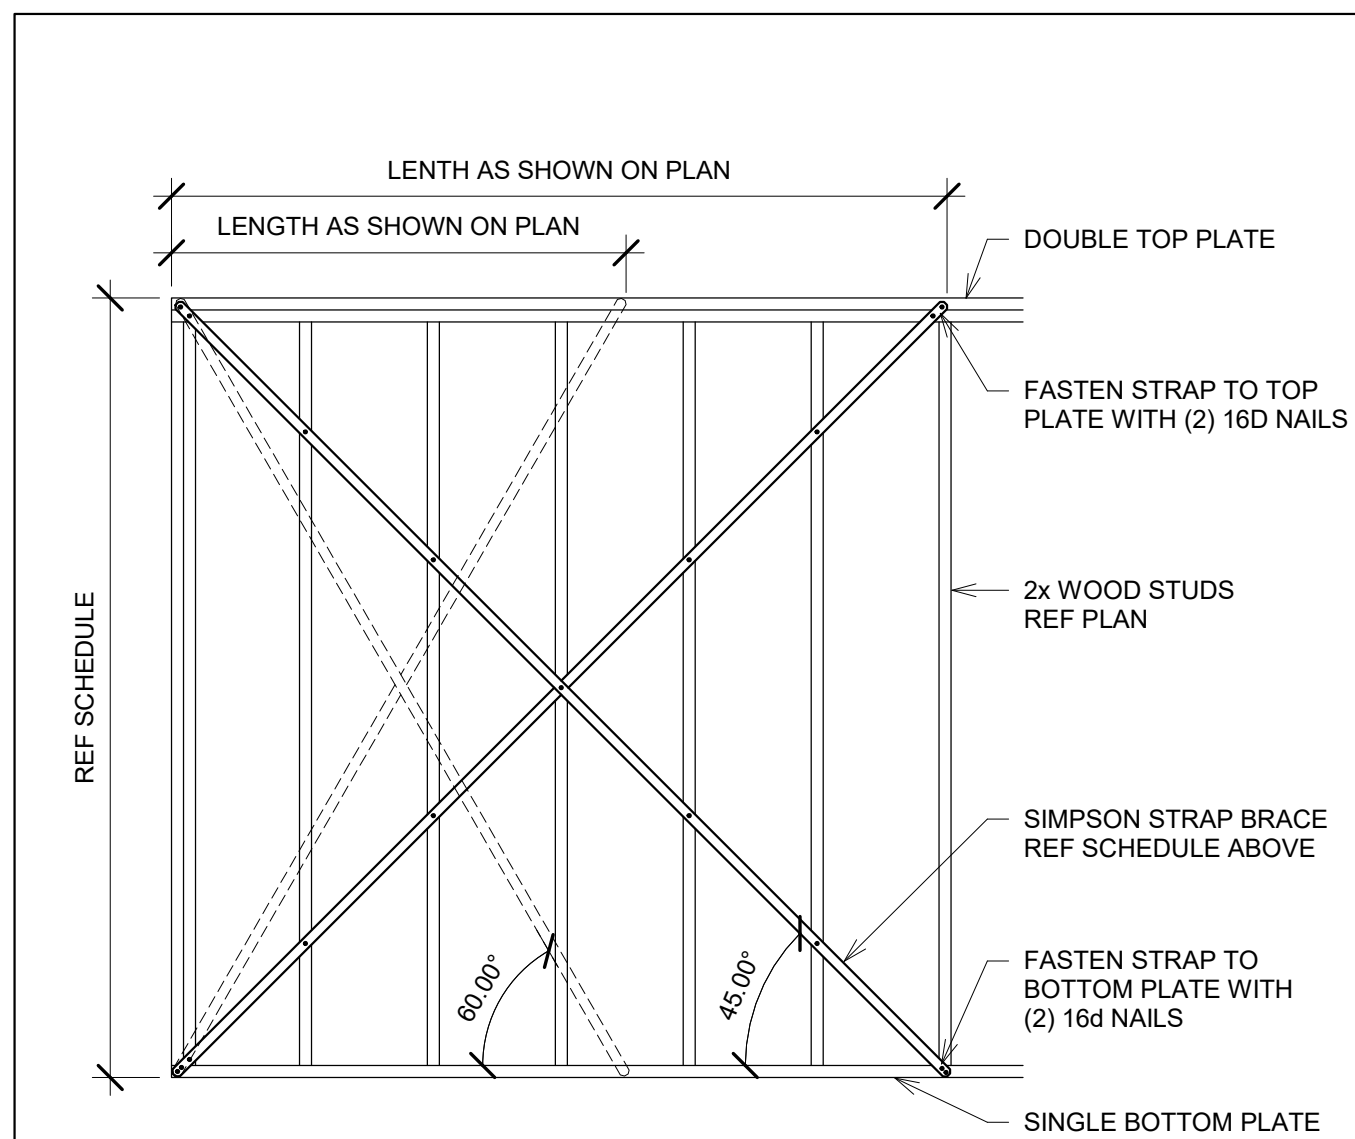 LENTH AS SHOWN ON PLAN
LENGTH AS SHOWN ON PLAN
DOUBLE TOP PLATE
FASTEN STRAP TO TOP
PLATE WITH (2) 16D NAILS
2x WOOD STUDS
REF PLAN
REF SCHEDULE
SIMPSON STRAP BRACE
REF SCHEDULE ABOVE
60.00°
45.00°
FASTEN STRAP TO
BOTTOM PLATE WITH
(2) 16d NAILS
SINGLE BOTTOM PLATE